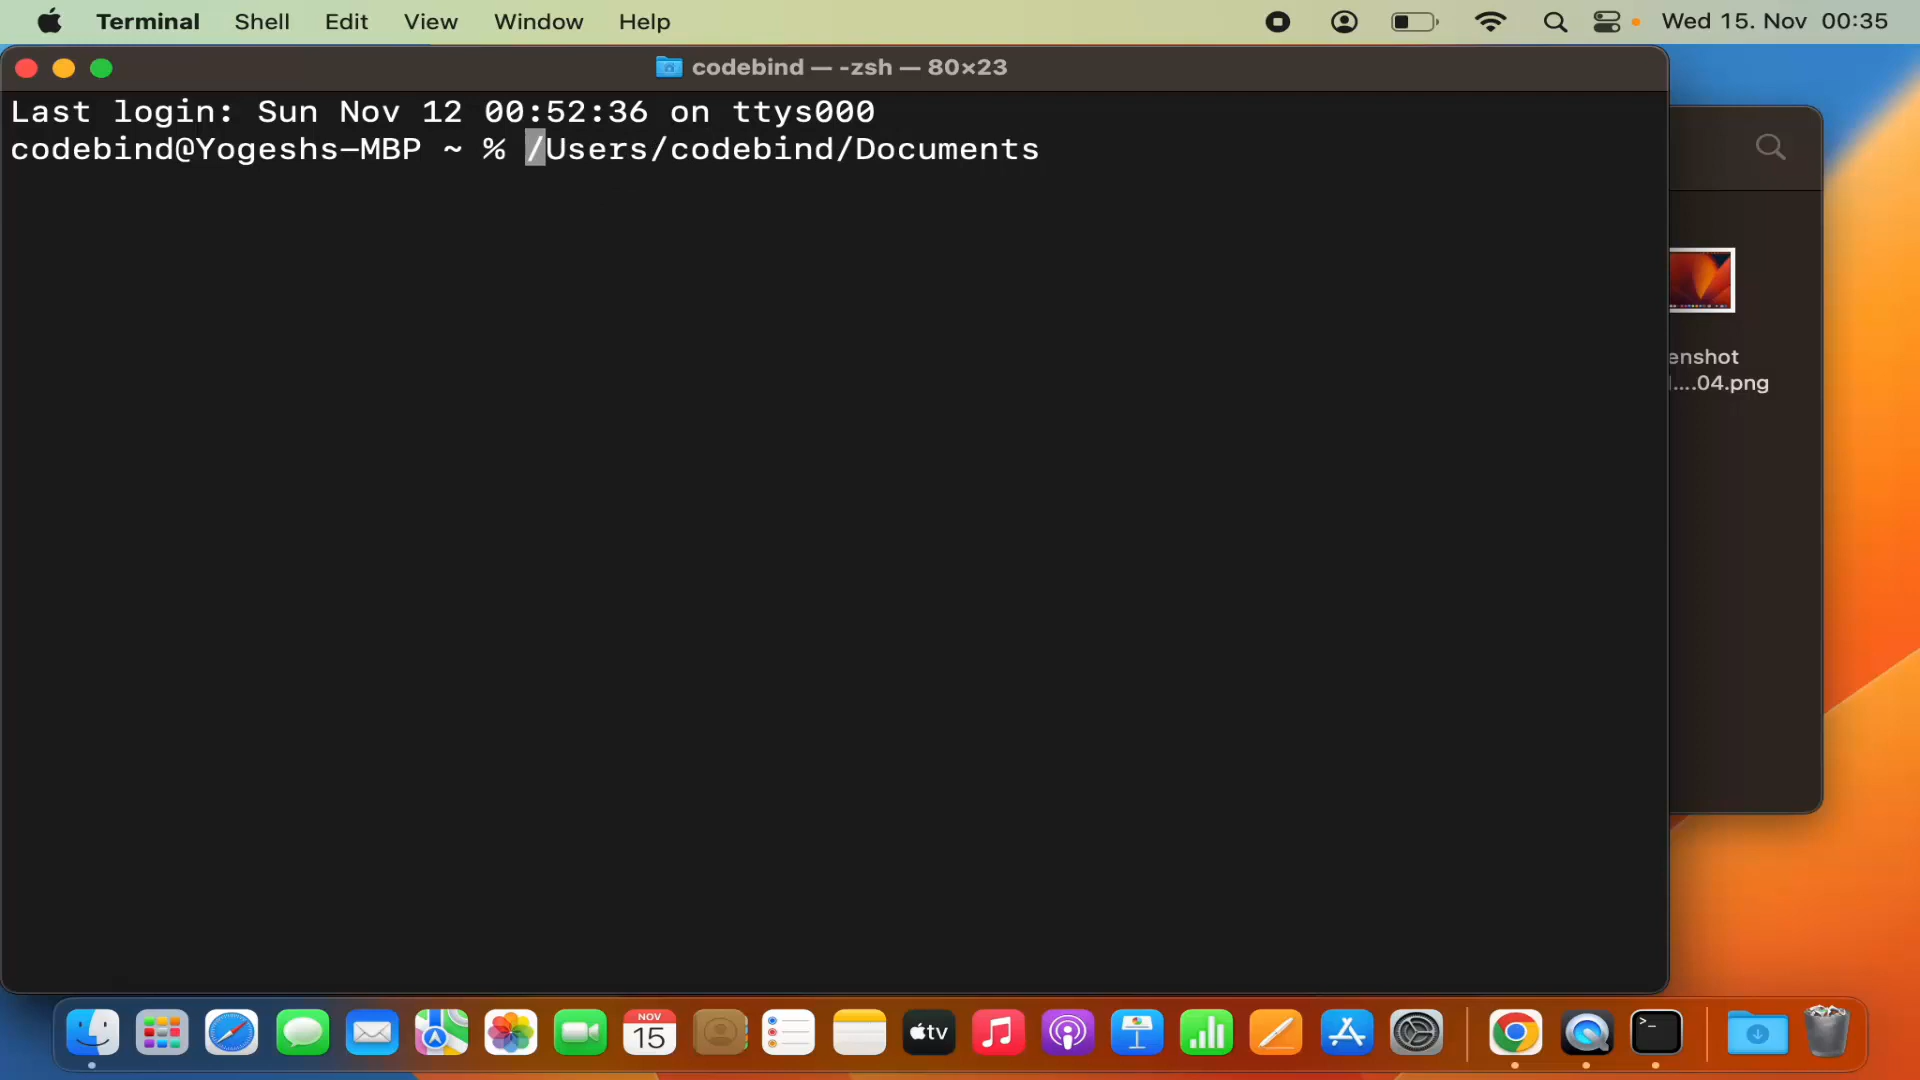 Terminal Shell Edit View Window Help Wed 15. Nov 00:35
codebind — -zsh — 80×23
Last login: Sun Nov 12 00:52:36 on ttys000
codebind@Yogeshs-MBP ~ % /Users/codebind/Documents
enshot
....04.png
NOV
15
tv
>_